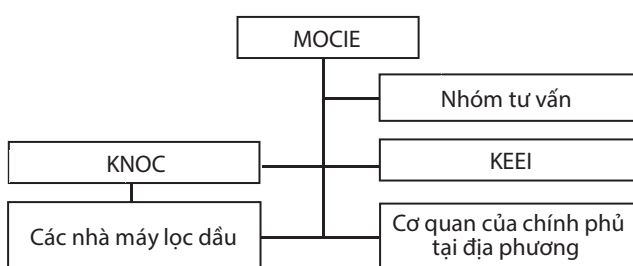 MOCIE
Nhóm tư vấn
KNOC
KEEI
Các nhà máy lọc dầu
Cơ quan của chính phủ
tại địa phương